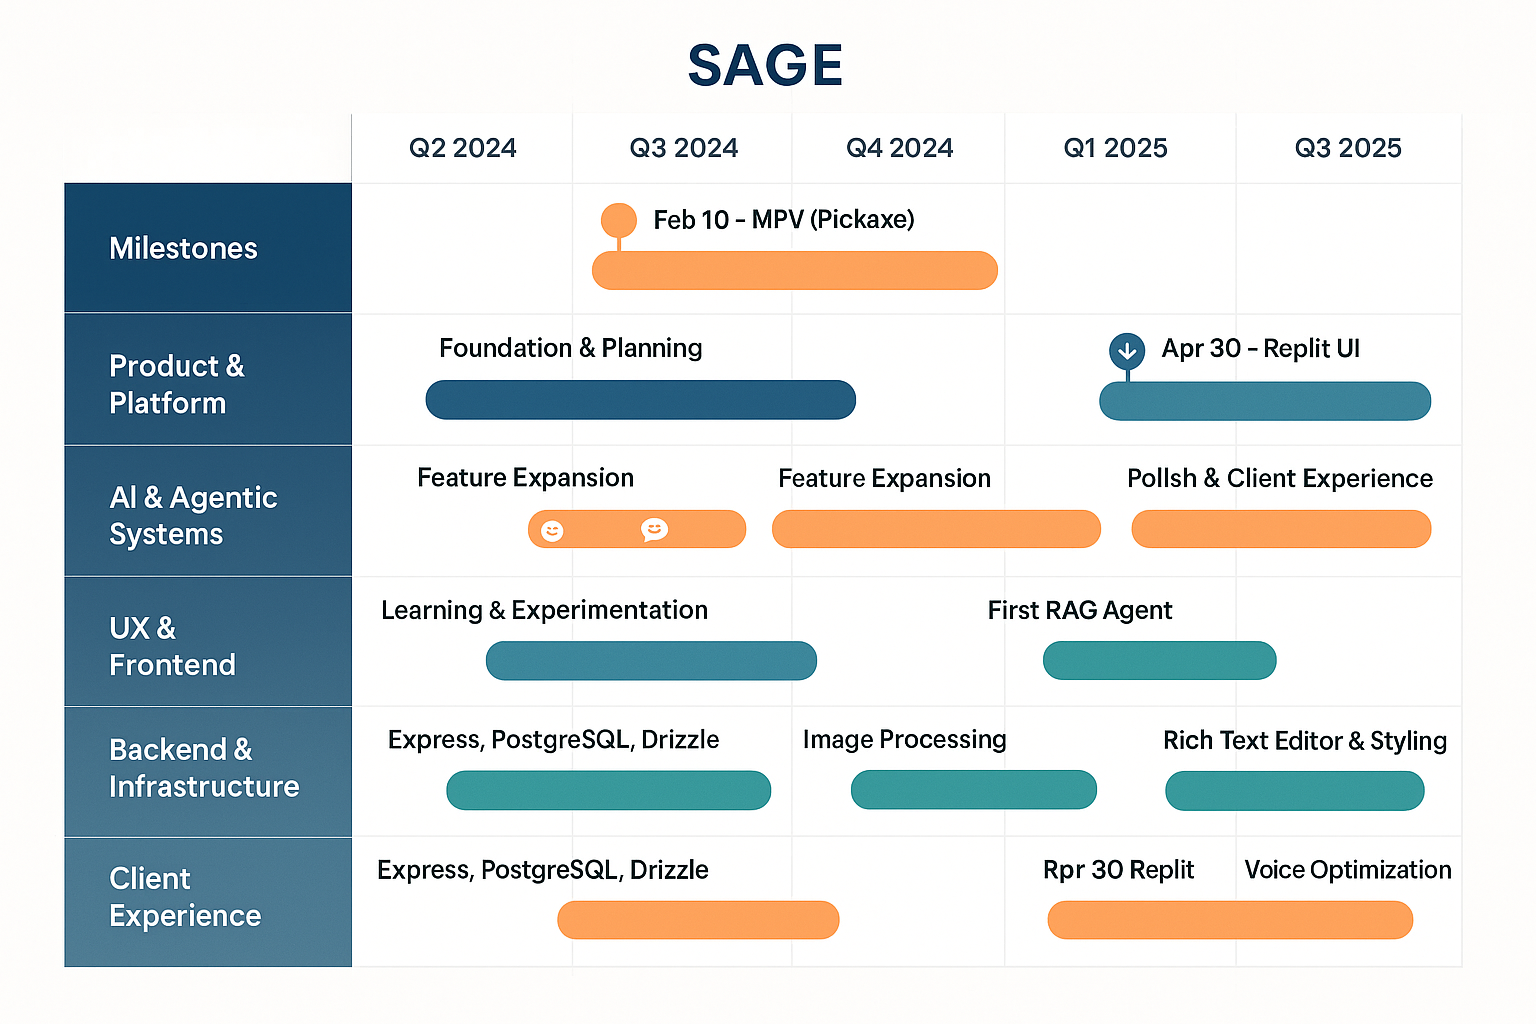 SAGE
Q2 2024
Q3 2024
Q4 2024
Q1 2025
Q3 2025
Milestones
Feb 10 – MPV (Pickaxe)
Product &
Platform
Foundation & Planning
Apr 30 – Replit UI
AI & Agentic
Systems
Feature Expansion
Feature Expansion
Pollsh & Client Experience
UX &
Frontend
Learning & Experimentation
First RAG Agent
Backend &
Infrastructure
Express, PostgreSQL, Drizzle
Image Processing
Rich Text Editor & Styling
Client
Experience
Express, PostgreSQL, Drizzle
Rpr 30 Replit
Voice Optimization